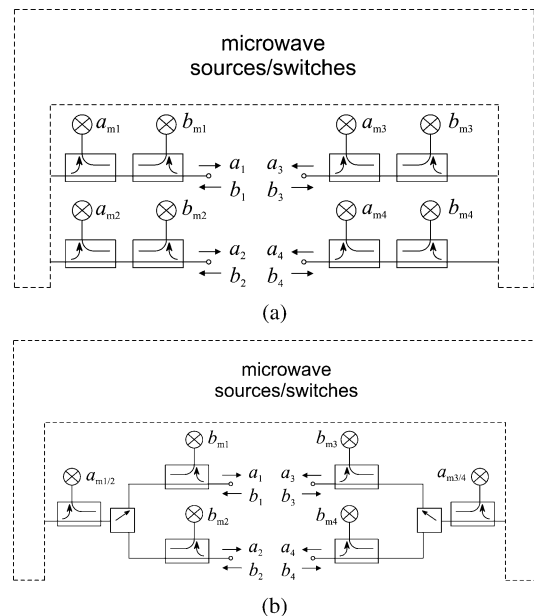 microwave
sources/switches
a_m1 b_m1 a_m3 b_m3
a_1 a_3
b_1 b_3
a_m2 b_m2 a_m4 b_m4
a_2 a_4
b_2 b_4
(a)
microwave
sources/switches
b_m1 b_m3
a_m1/2 a_1 a_3 a_m3/4
b_1 b_3
b_m2 b_m4
a_2 a_4
b_2 b_4
(b)